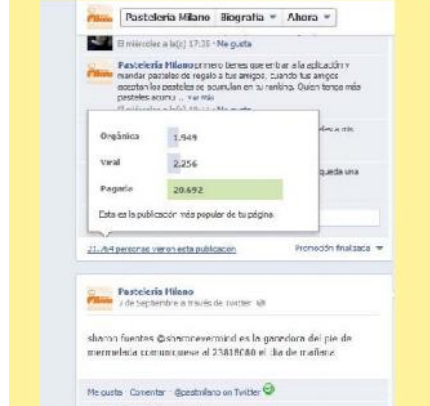 Pastelería Milano Biografía Ahora
El miércoles a la(s) 17:35 · Me gusta
Pastelería Milano primero tienes que entrar a la aplicación y
mandar pasteles de regalo a tus amigos, cuando tus amigos
aceptan los pasteles se acumulan en tu ranking. Quien tenga más
pasteles acumu ... Ver más
Orgánica 1.949
Viral 2.256
Pagada 20.692
queda una
Esta es la publicación más popular de tu página.
personas vieron esta publicación
Promoción finalizada
Pastelería Milano
7 de Septiembre a través de Twitter
sharon fuentes @sharonevermind es la ganadora del pie de
mermelada comuniquese al 23818080 el dia de mañana
Me gusta · Comentar · @pastmilano on Twitter